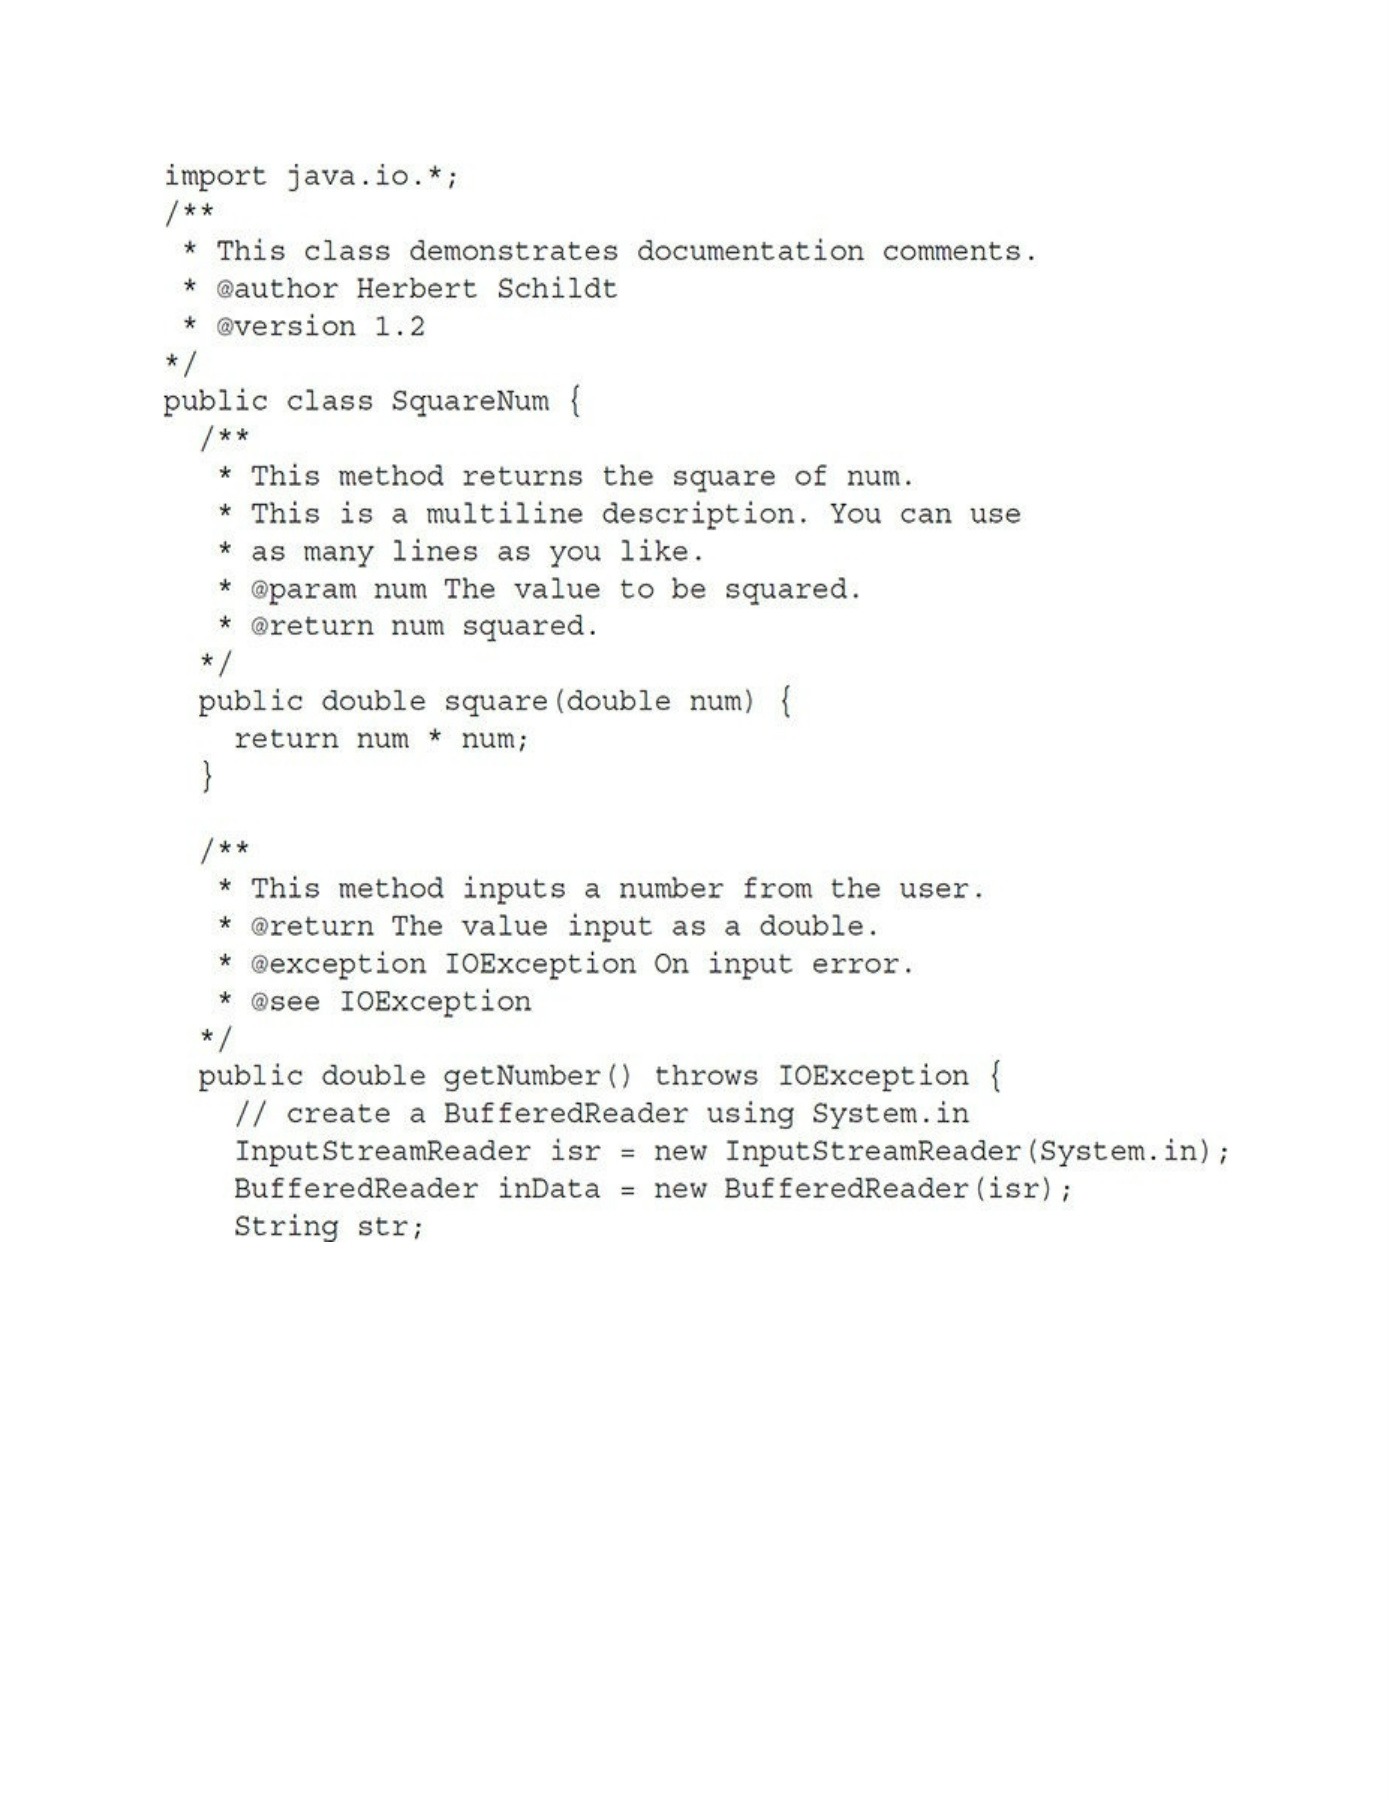 import java.io.*;
/**
 * This class demonstrates documentation comments.
 * @author Herbert Schildt
 * @version 1.2
*/
public class SquareNum {
  /**
   * This method returns the square of num.
   * This is a multiline description. You can use
   * as many lines as you like.
   * @param num The value to be squared.
   * @return num squared.
  */
  public double square(double num) {
    return num * num;
  }

  /**
   * This method inputs a number from the user.
   * @return The value input as a double.
   * @exception IOException On input error.
   * @see IOException
  */
  public double getNumber() throws IOException {
    // create a BufferedReader using System.in
    InputStreamReader isr = new InputStreamReader(System.in);
    BufferedReader inData = new BufferedReader(isr);
    String str;